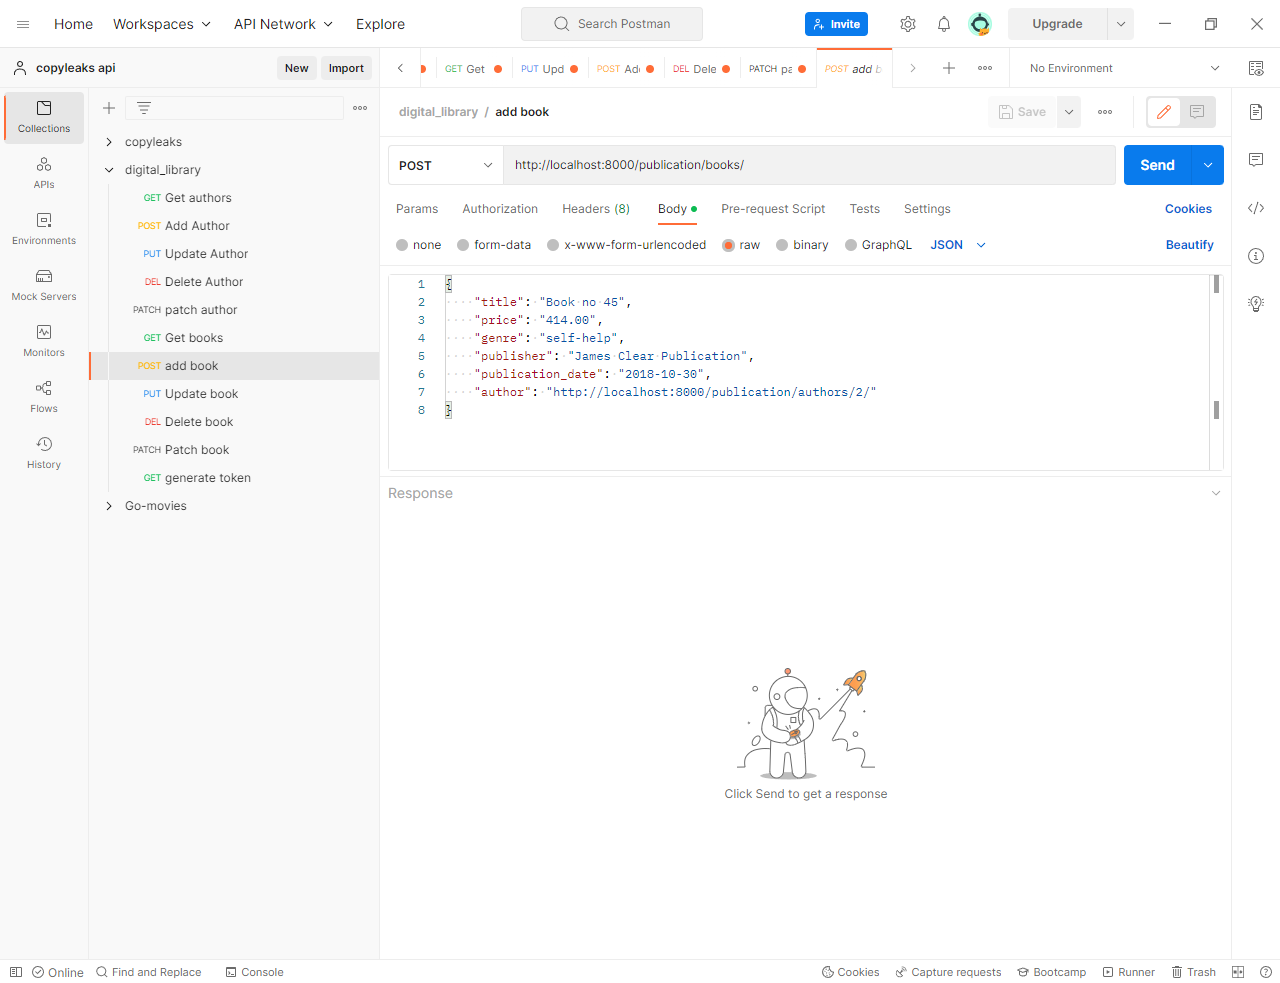 Home Workspaces API Network Explore Search Postman Invite Upgrade
copyleaks api New Import GET Get PUT Upd POST Ad DEL Dele PATCH pa POST add b No Environment
Collections
APIs
Environments
Mock Servers
Monitors
Flows
History
copyleaks
digital_library
GET Get authors
POST Add Author
PUT Update Author
DEL Delete Author
PATCH patch author
GET Get books
POST add book
PUT Update book
DEL Delete book
PATCH Patch book
GET generate token
Go-movies
digital_library / add book Save
POST http://localhost:8000/publication/books/ Send
Params Authorization Headers (8) Body Pre-request Script Tests Settings Cookies
none form-data x-www-form-urlencoded raw binary GraphQL JSON Beautify
1 {
2 "title": "Book no 45",
3 "price": "414.00",
4 "genre": "self-help",
5 "publisher": "James Clear Publication",
6 "publication_date": "2018-10-30",
7 "author": "http://localhost:8000/publication/authors/2/"
8 }
Response
Click Send to get a response
Online Find and Replace Console Cookies Capture requests Bootcamp Runner Trash